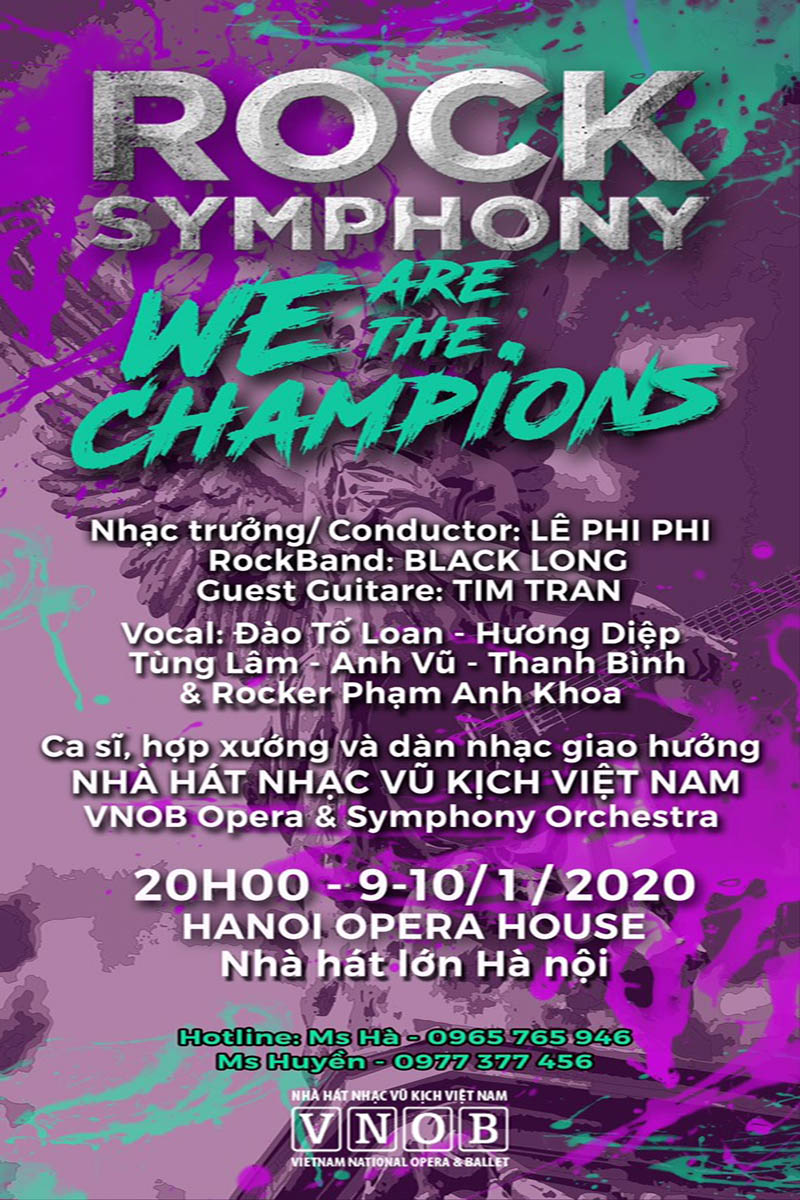 ROCK
SYMPHONY
WE ARE THE
CHAMPIONS
Nhạc trưởng/ Conductor: LÊ PHI PHI
RockBand: BLACK LONG
Guest Guitare: TIM TRAN
Vocal: Đào Tố Loan - Hương Diệp
Tùng Lâm - Anh Vũ - Thanh Bình
& Rocker Phạm Anh Khoa
Ca sĩ, hợp xướng và dàn nhạc giao hưởng
NHÀ HÁT NHẠC VŨ KỊCH VIỆT NAM
VNOB Opera & Symphony Orchestra
20H00 - 9-10/1/2020
HANOI OPERA HOUSE
Nhà hát lớn Hà nội
Hotline: Ms Hà - 0965 765 946
Ms Huyền - 0977 377 456
NHÀ HÁT NHẠC VŨ KỊCH VIỆT NAM
VNOB
VIETNAM NATIONAL OPERA & BALLET